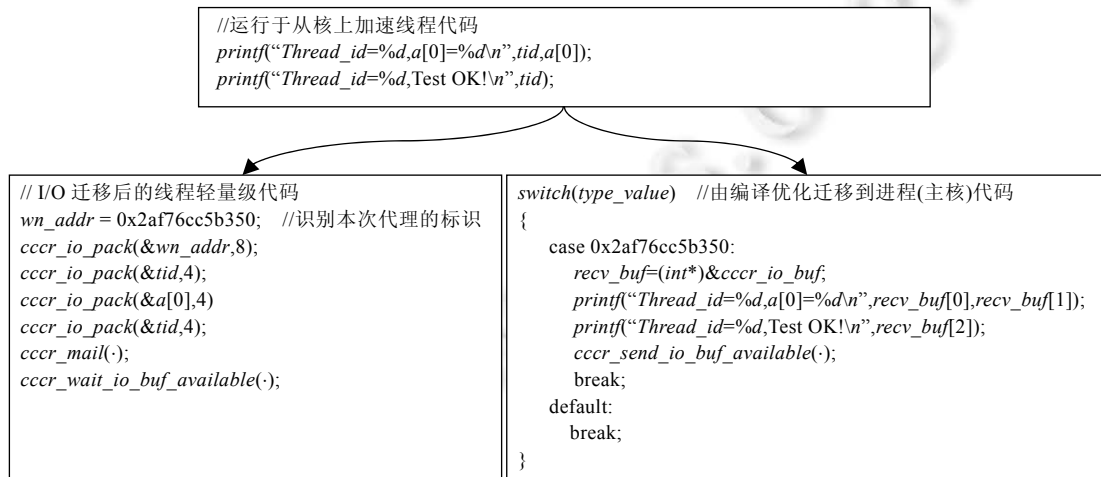 //运行于从核上加速线程代码
printf(“Thread_id=%d,a[0]=%d\n”,tid,a[0]);
printf(“Thread_id=%d,Test OK!\n”,tid);
// I/O 迁移后的线程轻量级代码
wn_addr = 0x2af76cc5b350; //识别本次代理的标识
cccr_io_pack(&wn_addr,8);
cccr_io_pack(&tid,4);
cccr_io_pack(&a[0],4)
cccr_io_pack(&tid,4);
cccr_mail(·);
cccr_wait_io_buf_available(·);
switch(type_value) //由编译优化迁移到进程(主核)代码
{
case 0x2af76cc5b350:
recv_buf=(int*)&cccr_io_buf;
printf(“Thread_id=%d,a[0]=%d\n”,recv_buf[0],recv_buf[1]);
printf(“Thread_id=%d,Test OK!\n”,recv_buf[2]);
cccr_send_io_buf_available(·);
break;
default:
break;
}